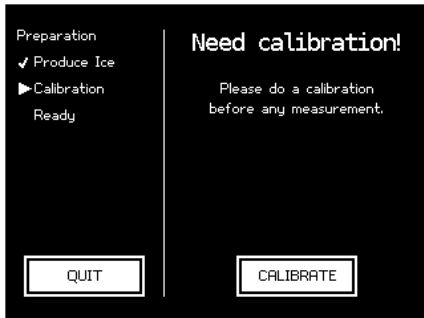 Preparation
✓ Produce Ice
▶Calibration
Ready
QUIT
Need calibration!
Please do a calibration
before any measurement.
CALIBRATE